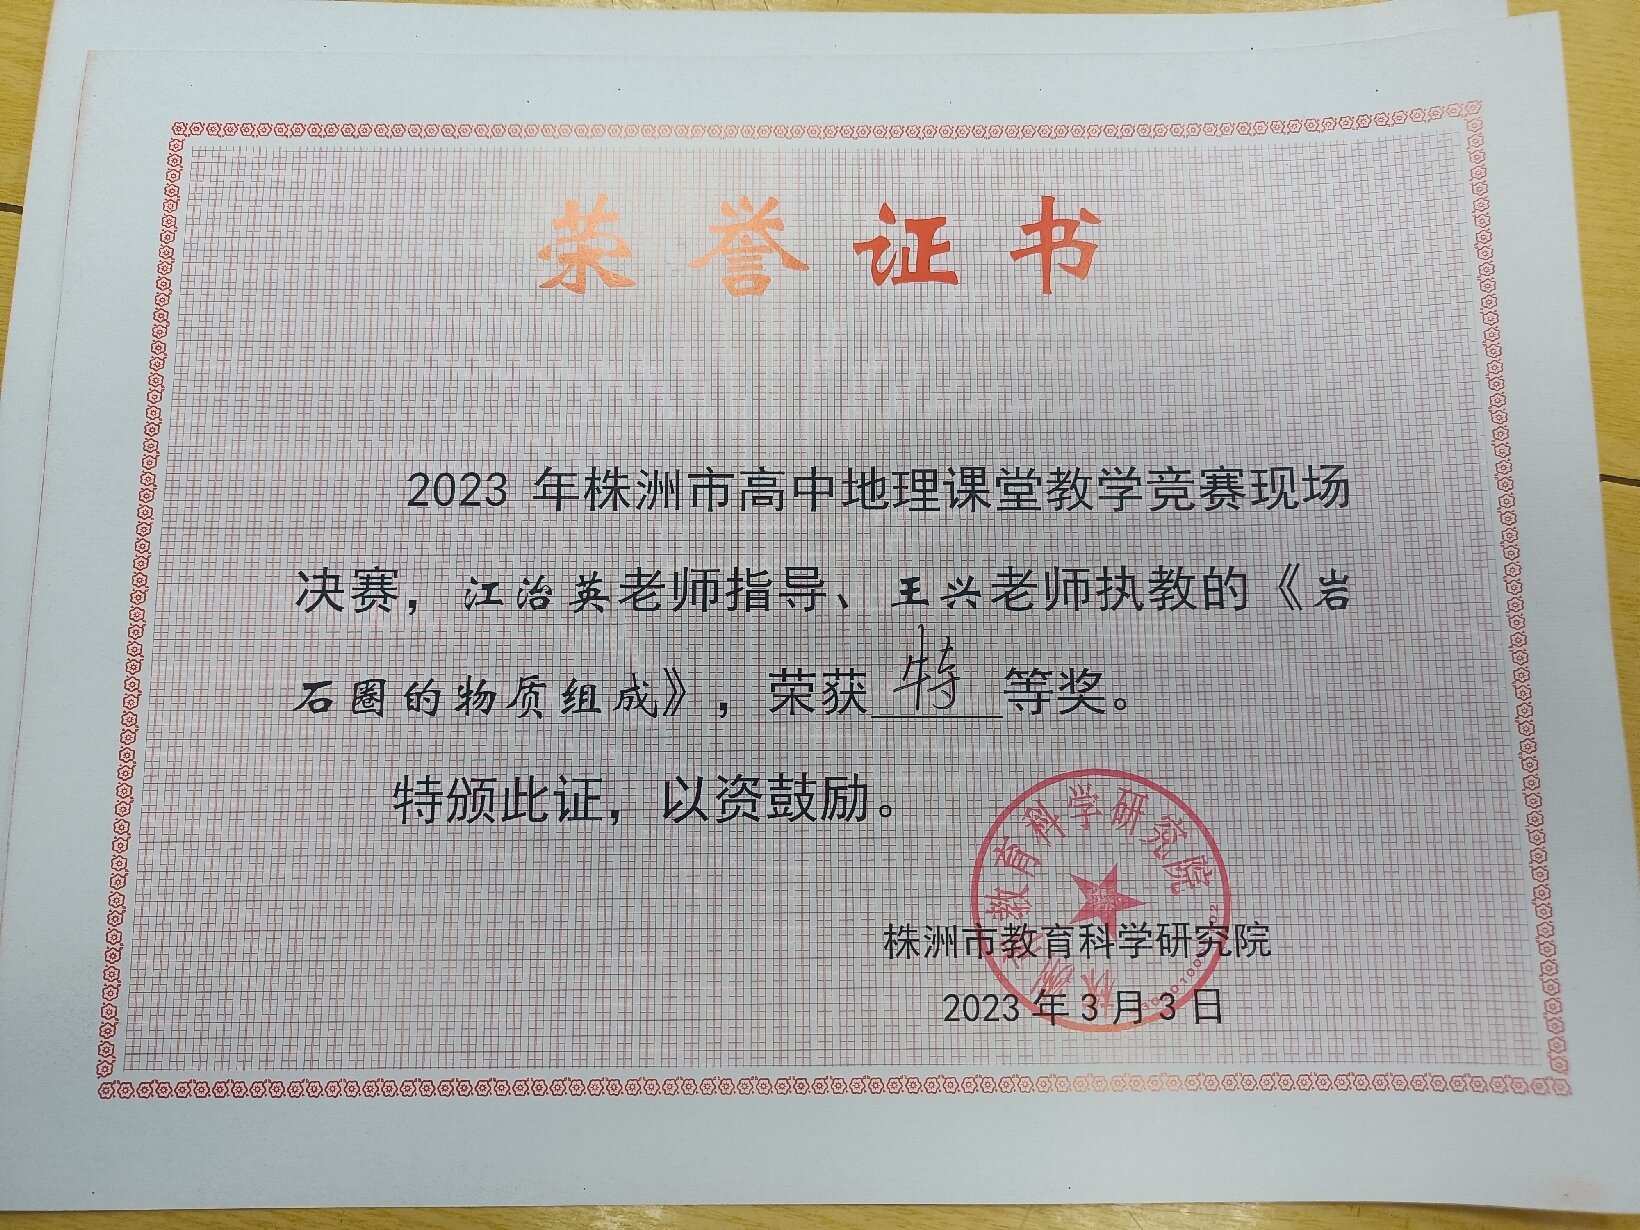 荣誉证书
2023 年株洲市高中地理课堂教学竞赛现场
决赛，江治英老师指导、王兴老师执教的《岩
石圈的物质组成》，荣获特等奖。
特颁此证，以资鼓励。
株洲市教育科学研究院
株洲市教育科学研究院
2023 年 3 月 3 日